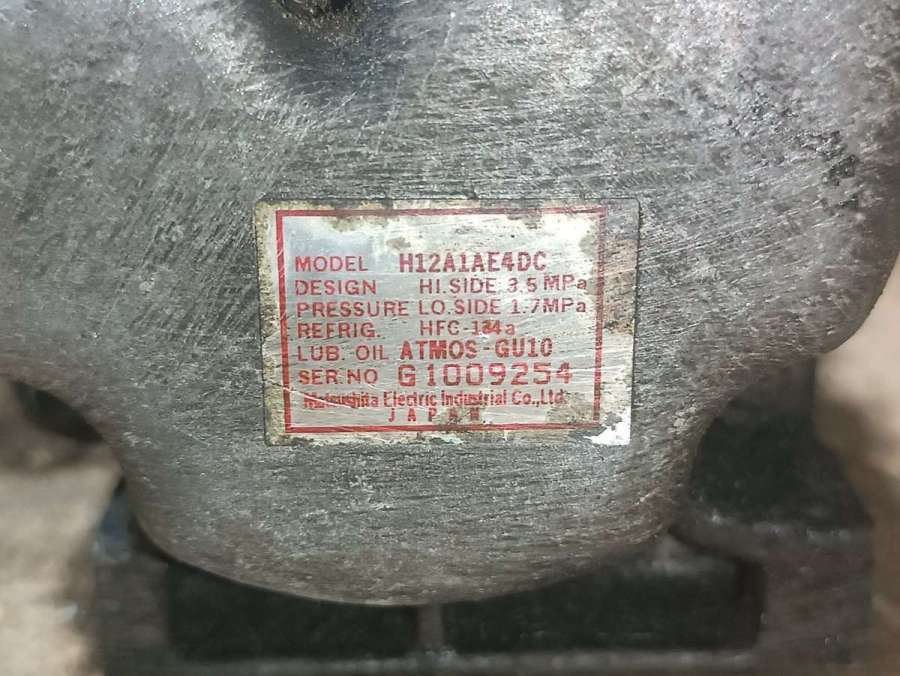 MODEL H12A1AE4DC
DESIGN HI.SIDE 3.5 MPa
PRESSURE LO.SIDE 1.7MPa
REFRIG. HFC-134a
LUB. OIL ATMOS-GU10
SER.NO G1009254
Matsushita Electric Industrial Co.,Ltd.
JAPAN